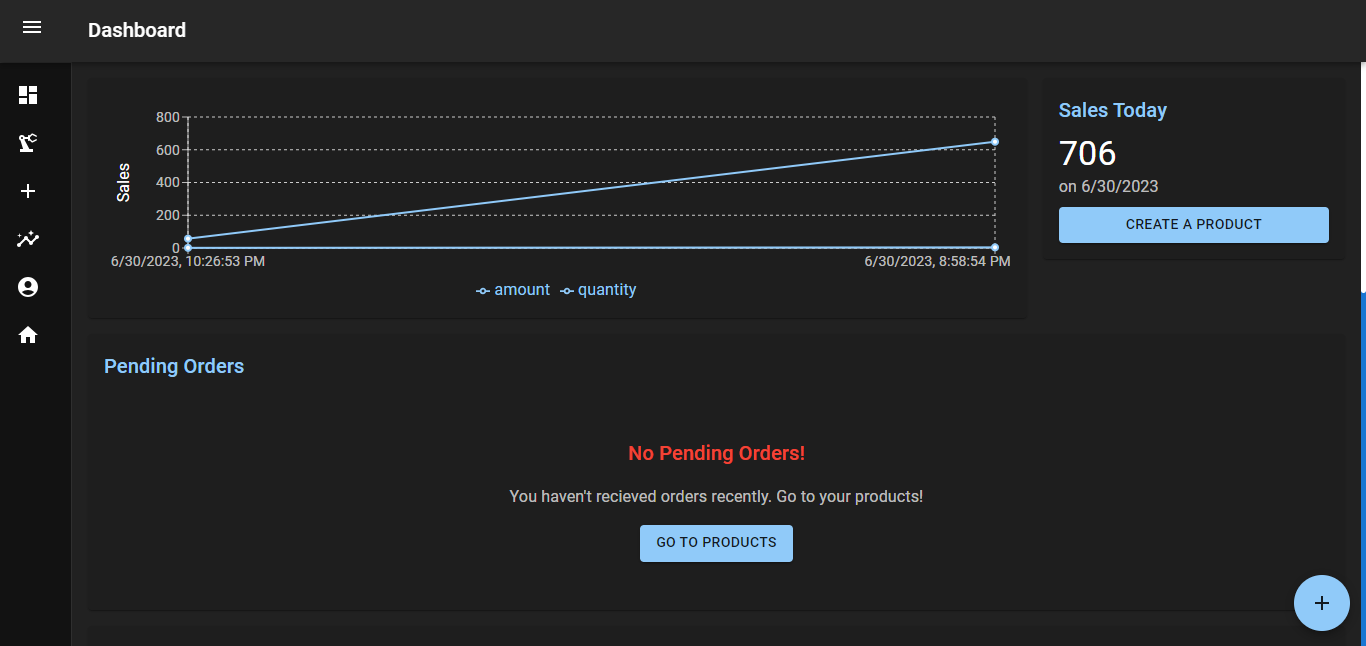 Dashboard
800
600
400
200
0
Sales
6/30/2023, 10:26:53 PM
6/30/2023, 8:58:54 PM
amount quantity
Sales Today
706
on 6/30/2023
CREATE A PRODUCT
Pending Orders
No Pending Orders!
You haven't recieved orders recently. Go to your products!
GO TO PRODUCTS